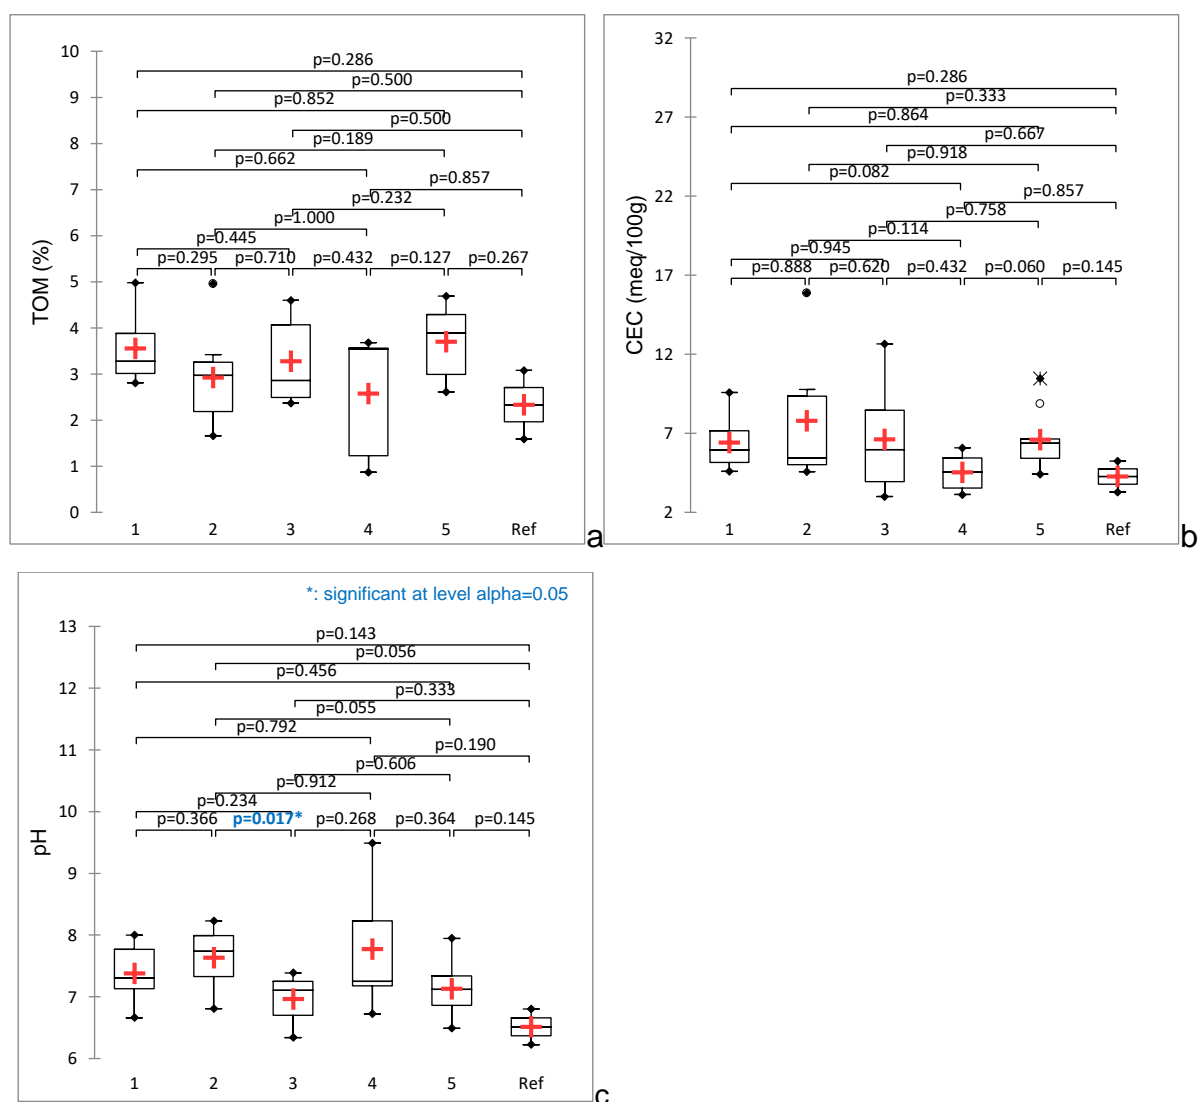 10
9
8
7
6
5
4
3
2
1
0
TOM (%)
p=0.286
p=0.500
p=0.852
p=0.500
p=0.189
p=0.662
p=0.857
p=0.232
p=1.000
p=0.445
p=0.295 p=0.710 p=0.432 p=0.127 p=0.267
1 2 3 4 5 Ref
a
32
27
22
17
12
7
2
CEC (meq/100g)
p=0.286
p=0.333
p=0.864
p=0.667
p=0.918
p=0.082
p=0.857
p=0.758
p=0.114
p=0.945
p=0.888 p=0.620 p=0.432 p=0.060 p=0.145
1 2 3 4 5 Ref
b
*: significant at level alpha=0.05
13
12
11
10
9
8
7
6
pH
p=0.143
p=0.056
p=0.456
p=0.333
p=0.055
p=0.792
p=0.190
p=0.606
p=0.912
p=0.234
p=0.366 p=0.017* p=0.268 p=0.364 p=0.145
1 2 3 4 5 Ref
c